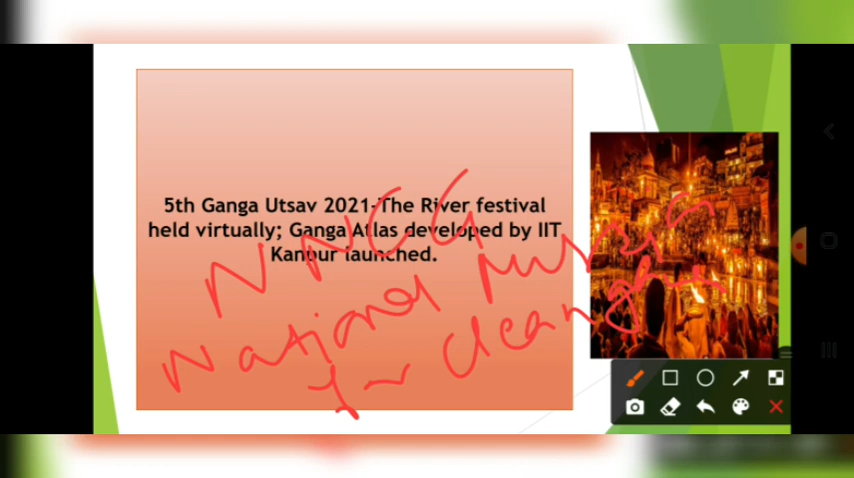 5th Ganga Utsav 2021-The River festival
held virtually; Ganga Atlas developed by IIT
Kanpur launched.
N NCG
National Mission
for clean ganga